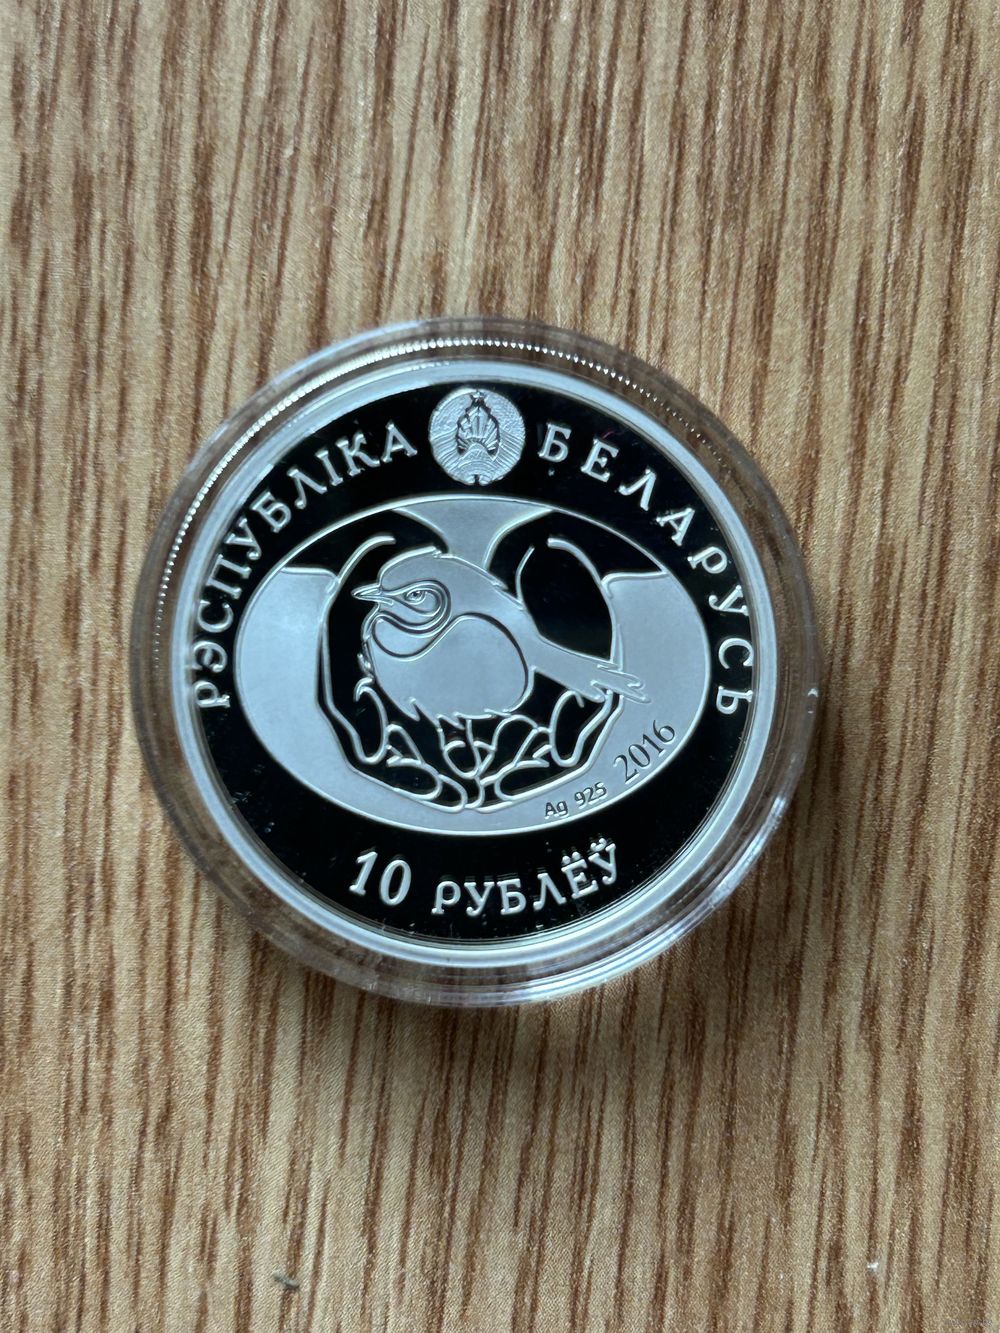 РЭСПУБЛІКА БЕЛАРУСЬ
Ag 925 2016
10 РУБЛЁЎ